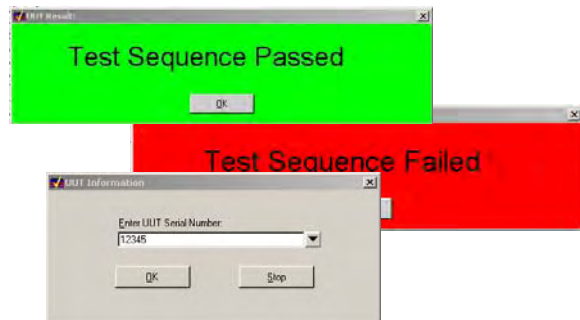 UUT Result:
Test Sequence Passed
OK
Test Sequence Failed
UUT Information
Enter UUT Serial Number:
12345
OK
Stop